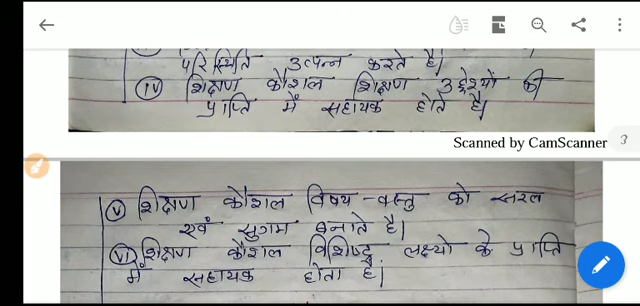 परिस्थिति उत्पन्न करते है।
(iv) शिक्षण कौशल शिक्षण उद्देश्यों की
प्राप्ति में सहायक होते है।
Scanned by CamScanner
3
(v) शिक्षण कौशल विषय-वस्तु को सरल
एवं सुगम बनाते है।
(vi) शिक्षण कौशल विशिष्ट लक्ष्यो के प्राप्ति
में सहायक होता है।